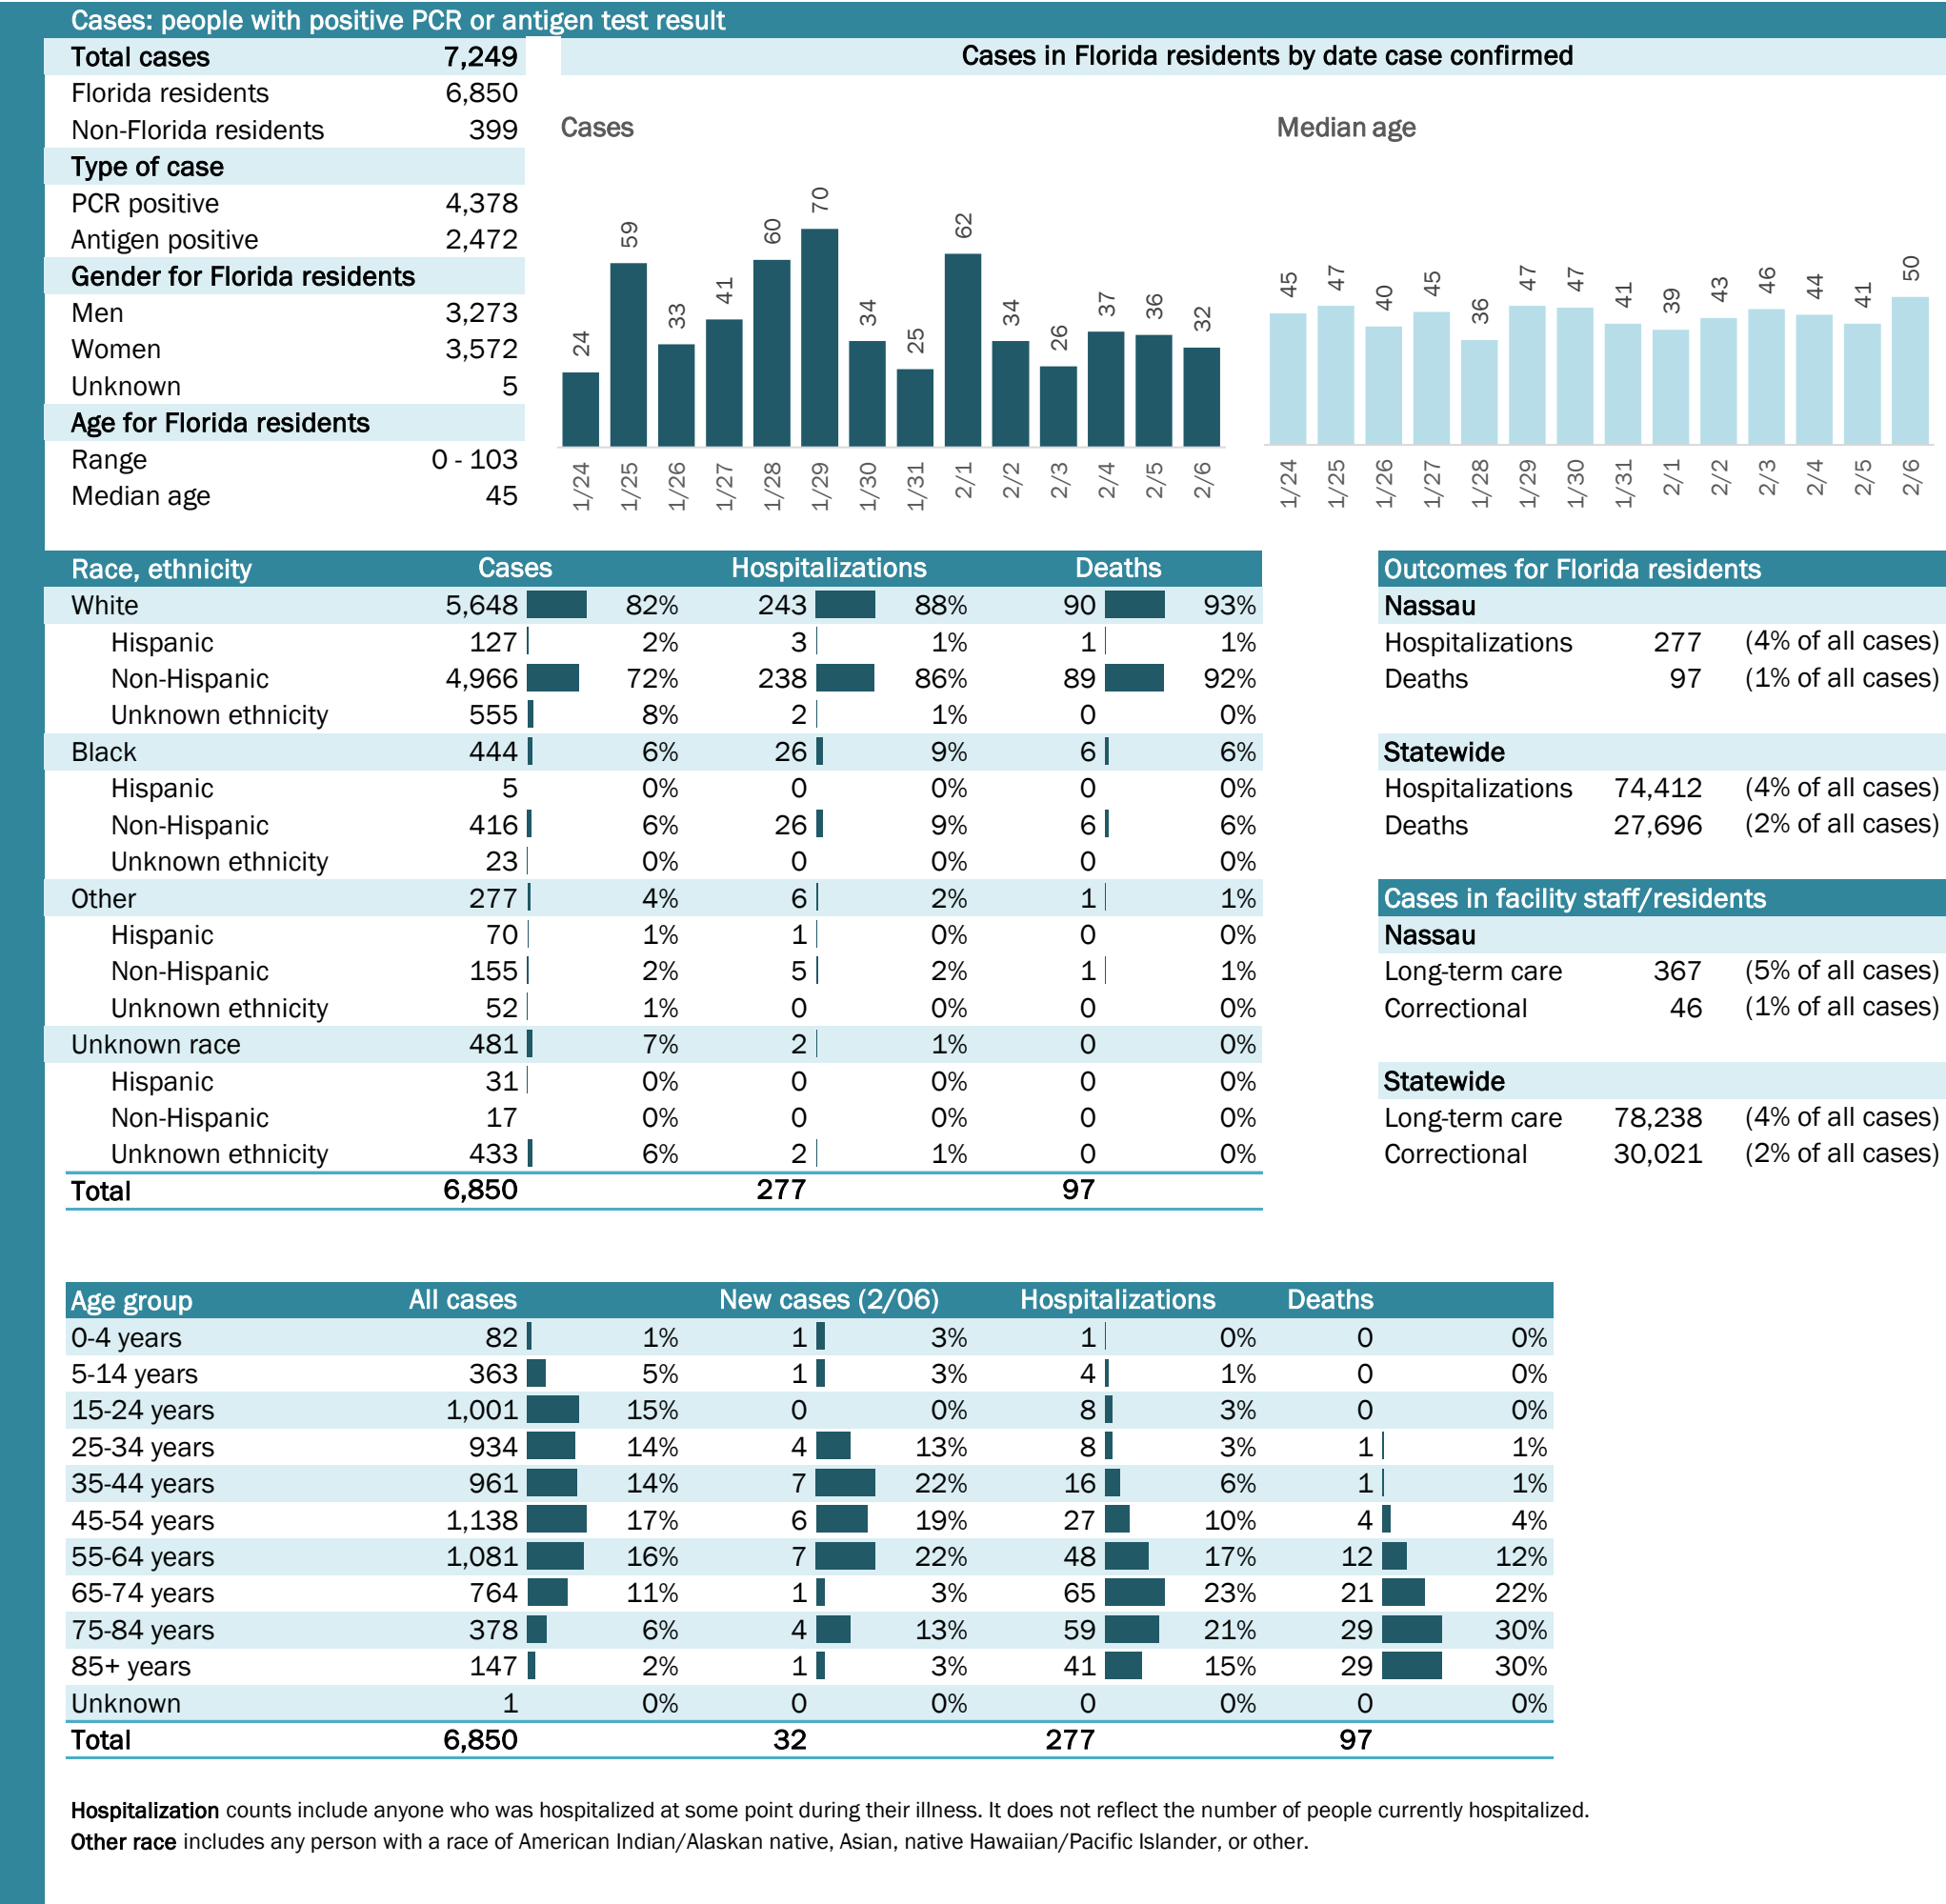 Cases: people with positive PCR or antigen test result
Total cases 7,249
Florida residents 6,850
Non-Florida residents 399
Type of case
PCR positive 4,378
Antigen positive 2,472
Gender for Florida residents
Men 3,273
Women 3,572
Unknown 5
Age for Florida residents
Range 0 - 103
Median age 45
Cases in Florida residents by date case confirmed
Cases
24 59 33 41 60 70 34 25 62 34 26 37 36 32
1/24 1/25 1/26 1/27 1/28 1/29 1/30 1/31 2/1 2/2 2/3 2/4 2/5 2/6
Median age
45 47 40 45 36 47 47 41 39 43 46 44 41 50
1/24 1/25 1/26 1/27 1/28 1/29 1/30 1/31 2/1 2/2 2/3 2/4 2/5 2/6
Race, ethnicity Cases Hospitalizations Deaths
White 5,648 82% 243 88% 90 93%
Hispanic 127 2% 3 1% 1 1%
Non-Hispanic 4,966 72% 238 86% 89 92%
Unknown ethnicity 555 8% 2 1% 0 0%
Black 444 6% 26 9% 6 6%
Hispanic 5 0% 0 0% 0 0%
Non-Hispanic 416 6% 26 9% 6 6%
Unknown ethnicity 23 0% 0 0% 0 0%
Other 277 4% 6 2% 1 1%
Hispanic 70 1% 1 0% 0 0%
Non-Hispanic 155 2% 5 2% 1 1%
Unknown ethnicity 52 1% 0 0% 0 0%
Unknown race 481 7% 2 1% 0 0%
Hispanic 31 0% 0 0% 0 0%
Non-Hispanic 17 0% 0 0% 0 0%
Unknown ethnicity 433 6% 2 1% 0 0%
Total 6,850 277 97
Outcomes for Florida residents
Nassau
Hospitalizations 277 (4% of all cases)
Deaths 97 (1% of all cases)
Statewide
Hospitalizations 74,412 (4% of all cases)
Deaths 27,696 (2% of all cases)
Cases in facility staff/residents
Nassau
Long-term care 367 (5% of all cases)
Correctional 46 (1% of all cases)
Statewide
Long-term care 78,238 (4% of all cases)
Correctional 30,021 (2% of all cases)
Age group All cases New cases (2/06) Hospitalizations Deaths
0-4 years 82 1% 1 3% 1 0% 0 0%
5-14 years 363 5% 1 3% 4 1% 0 0%
15-24 years 1,001 15% 0 0% 8 3% 0 0%
25-34 years 934 14% 4 13% 8 3% 1 1%
35-44 years 961 14% 7 22% 16 6% 1 1%
45-54 years 1,138 17% 6 19% 27 10% 4 4%
55-64 years 1,081 16% 7 22% 48 17% 12 12%
65-74 years 764 11% 1 3% 65 23% 21 22%
75-84 years 378 6% 4 13% 59 21% 29 30%
85+ years 147 2% 1 3% 41 15% 29 30%
Unknown 1 0% 0 0% 0 0% 0 0%
Total 6,850 32 277 97
Hospitalization counts include anyone who was hospitalized at some point during their illness. It does not reflect the number of people currently hospitalized.
Other race includes any person with a race of American Indian/Alaskan native, Asian, native Hawaiian/Pacific Islander, or other.